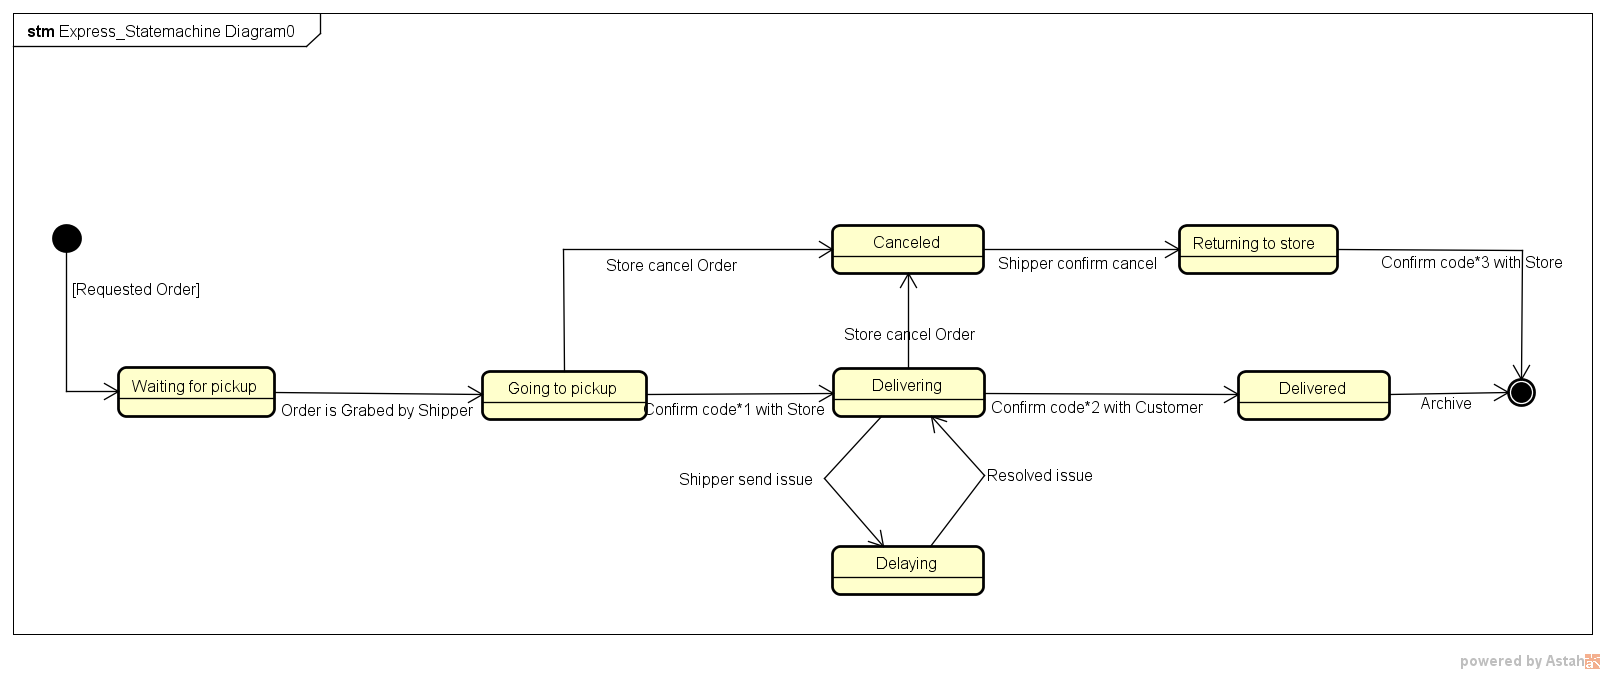 stm Express_Statemachine Diagram0
Canceled
Returning to store
Store cancel Order
Shipper confirm cancel
Confirm code*3 with Store
[Requested Order]
Store cancel Order
Waiting for pickup
Going to pickup
Delivering
Delivered
Order is Grabed by Shipper
Confirm code*1 with Store
Confirm code*2 with Customer
Archive
Shipper send issue
Resolved issue
Delaying
powered by Astah